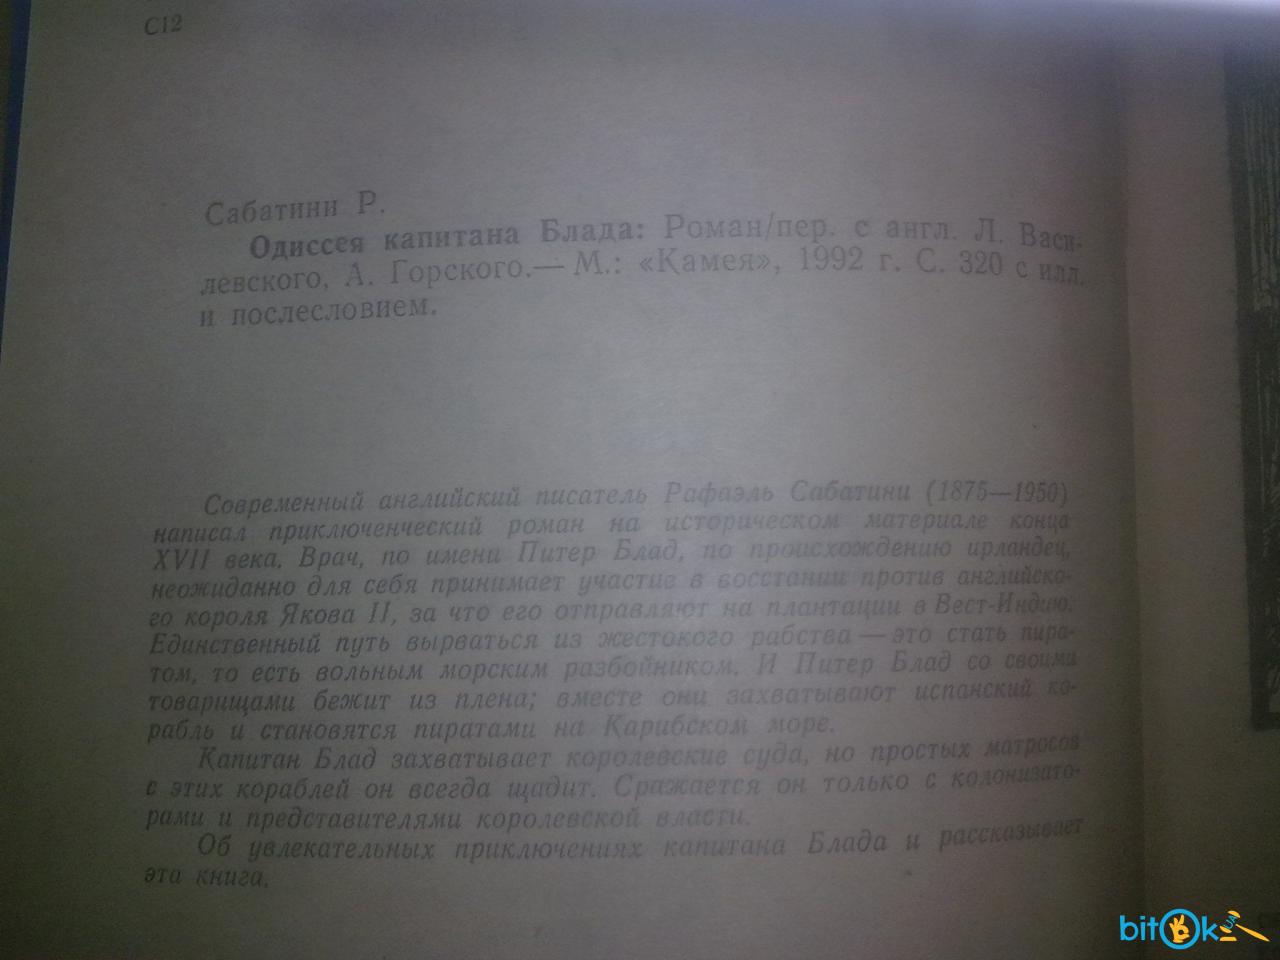 С12
Сабатини Р.
Одиссея капитана Блада: Роман/пер. с англ. Л. Васи-
левского, А. Горского.— М.: «Камея», 1992 г. С. 320 с илл.
и послесловием.
Современный английский писатель Рафаэль Сабатини (1875—1950)
написал приключенческий роман на историческом материале конца
XVII века. Врач, по имени Питер Блад, по происхождению ирландец,
неожиданно для себя принимает участие в восстании против английско-
го короля Якова II, за что его отправляют на плантации в Вест-Индию.
Единственный путь вырваться из жестокого рабства — это стать пира-
том, то есть вольным морским разбойником. И Питер Блад со своими
товарищами бежит из плена; вместе они захватывают испанский ко-
рабль и становятся пиратами на Карибском море.
Капитан Блад захватывает королевские суда, но простых матросов
с этих кораблей он всегда щадит. Сражается он только с колонизато-
рами и представителями королевской власти.
Об увлекательных приключениях капитана Блада и рассказывает
эта книга.
bitOk UA